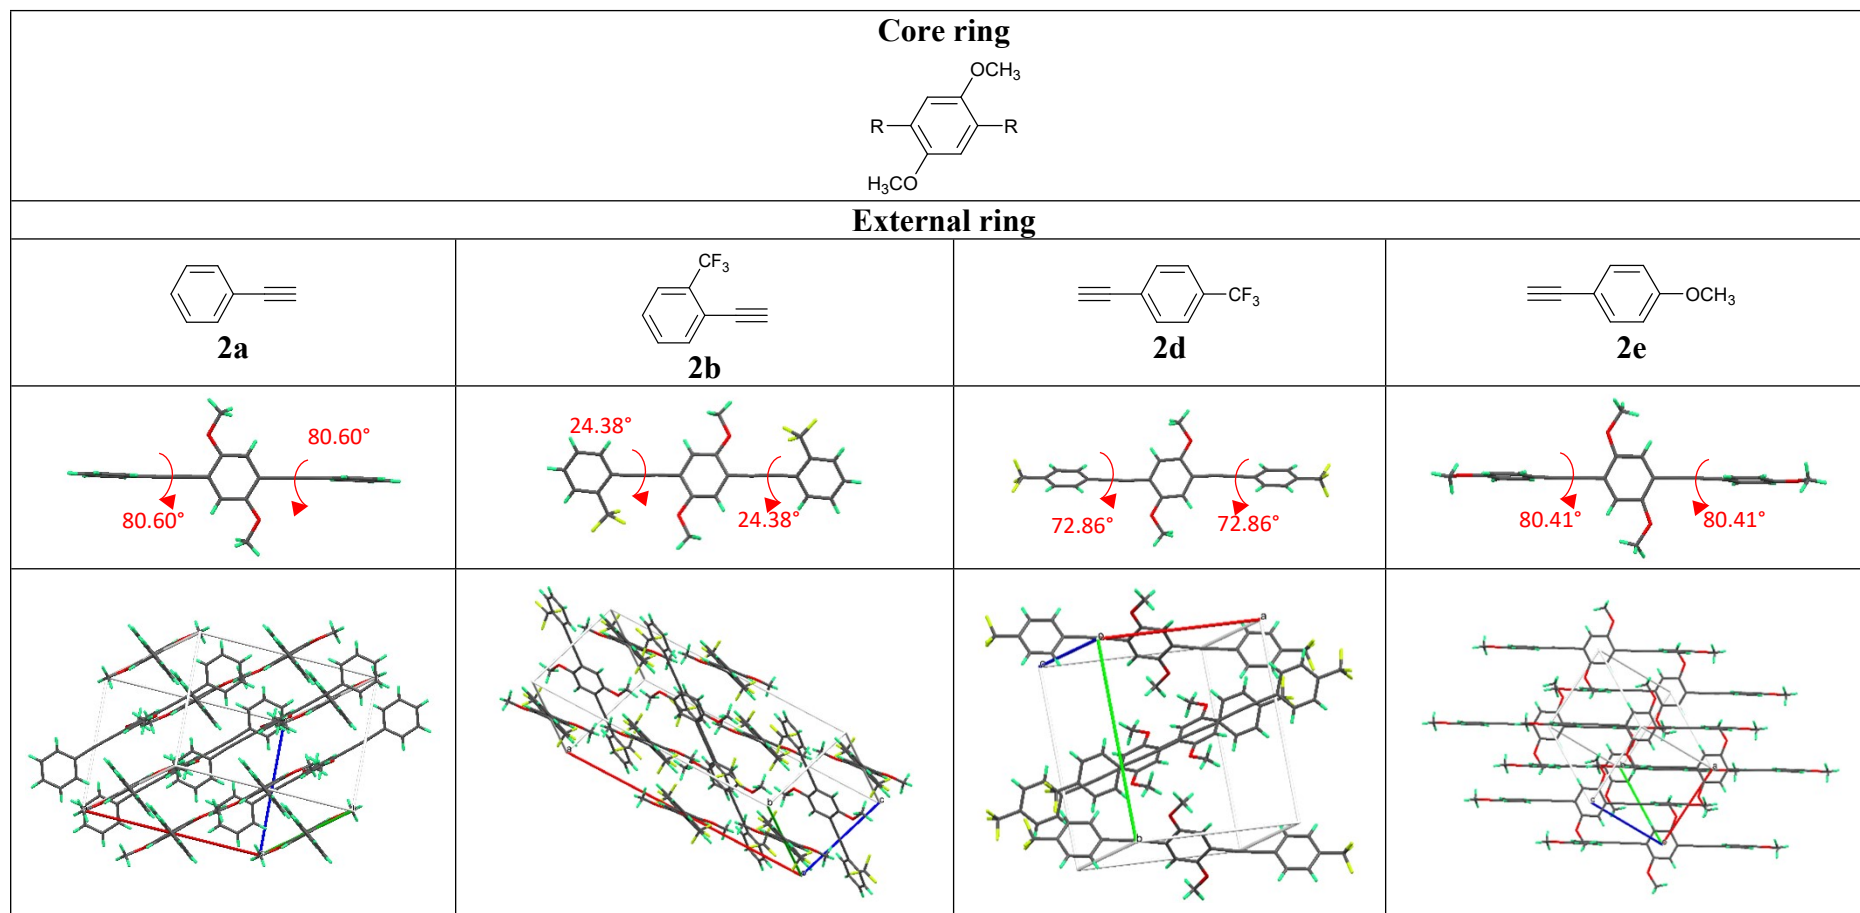 Core ring
OCH3
R
R
H3CO
External ring
2a
CF3
2b
CF3
2d
OCH3
2e
80.60°
80.60°
24.38°
24.38°
72.86°
72.86°
80.41°
80.41°
a
b
c
o
a
c
b
a